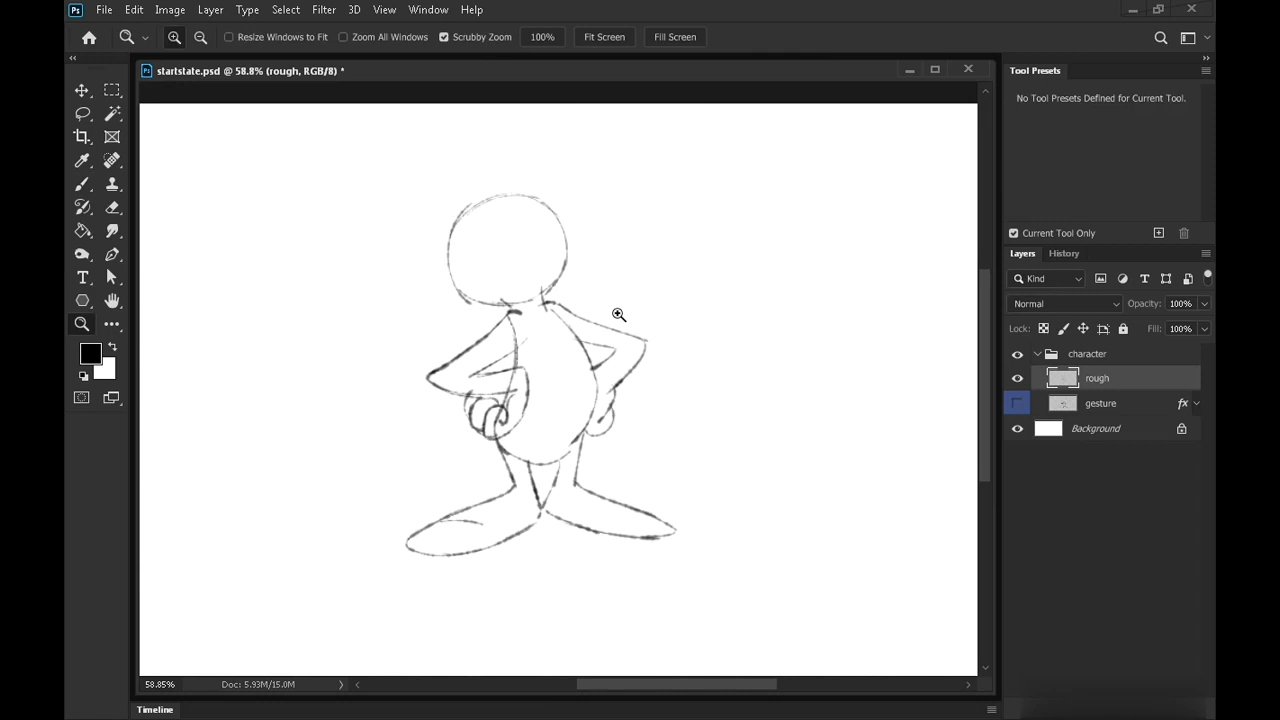 Ps File Edit Image Layer Type Select Filter 3D View Window Help
Resize Windows to Fit Zoom All Windows Scrubby Zoom 100% Fit Screen Fill Screen
Ps startstate.psd @ 58.8% (rough, RGB/8) *
Tool Presets
No Tool Presets Defined for Current Tool.
Current Tool Only
Layers History
Kind
Normal Opacity: 100%
Lock: Fill: 100%
character
rough
gesture fx
Background
58.85% Doc: 5.93M/15.0M
Timeline